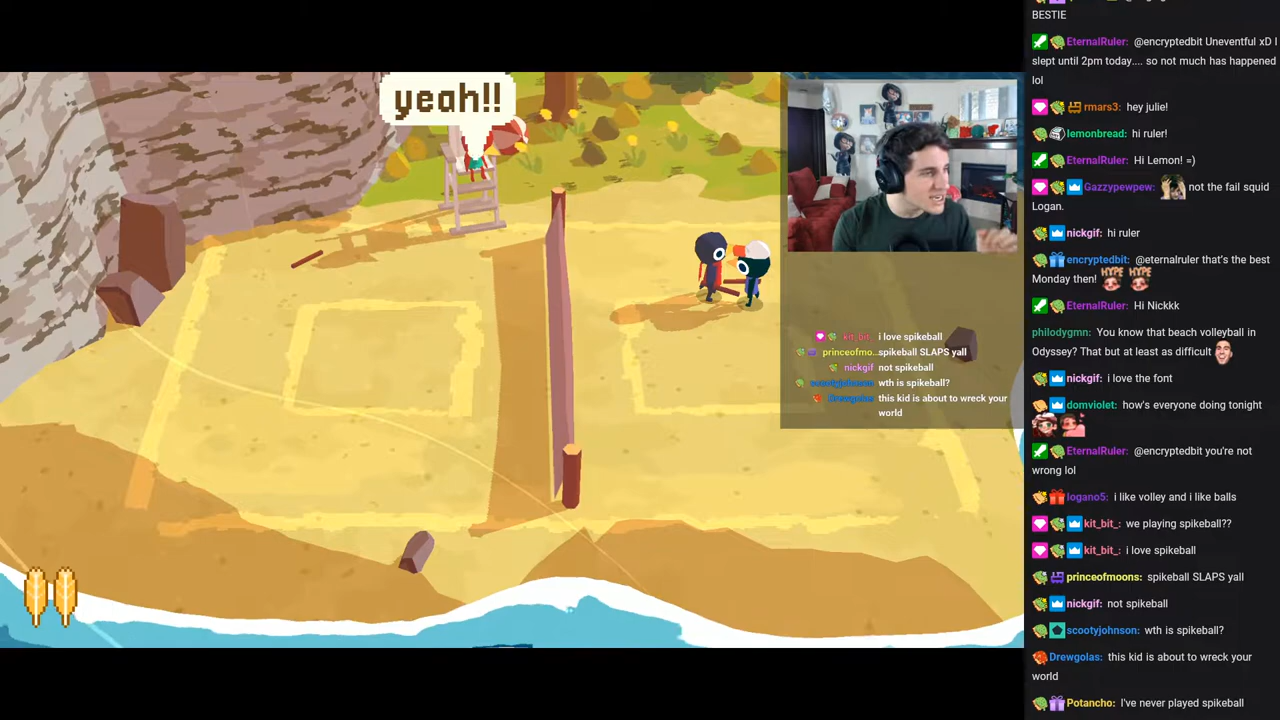 yeah!!
kit_bit_: i love spikeball
princeofmo... spikeball SLAPS yall
nickgif not spikeball
scootyjohnson wth is spikeball?
Drewgolas: this kid is about to wreck your
world
BESTIE
EternalRuler: @encryptedbit Uneventful xD I
slept until 2pm today.... so not much has happened
lol
rmars3: hey julie!
lemonbread: hi ruler!
EternalRuler: Hi Lemon! =)
Gazzypewpew: not the fail squid
Logan.
nickgif: hi ruler
encryptedbit: @eternalruler that's the best
Monday then! HYPE HYPE
EternalRuler: Hi Nickkk
philodygmn: You know that beach volleyball in
Odyssey? That but at least as difficult
nickgif: i love the font
domviolet: how's everyone doing tonight
EternalRuler: @encryptedbit you're not
wrong lol
logano5: i like volley and i like balls
kit_bit_: we playing spikeball??
kit_bit_: i love spikeball
princeofmoons: spikeball SLAPS yall
nickgif: not spikeball
scootyjohnson: wth is spikeball?
Drewgolas: this kid is about to wreck your
world
Potancho: I've never played spikeball